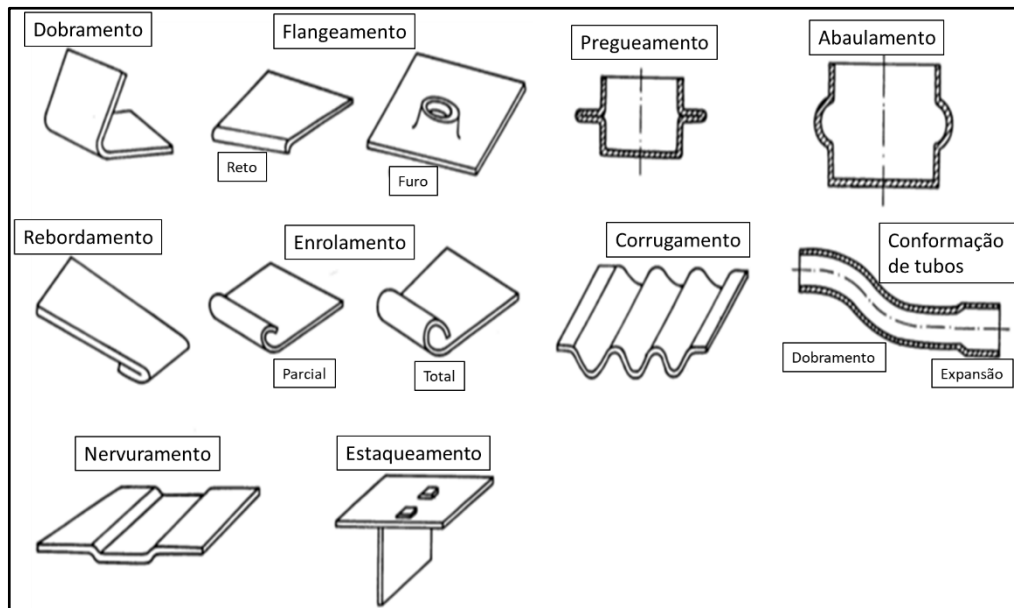 Dobramento
Flangeamento
Pregueamento
Abaulamento
Reto
Furo
Rebordamento
Enrolamento
Corrugamento
Conformação
de tubos
Parcial
Total
Dobramento
Expansão
Nervuramento
Estaqueamento